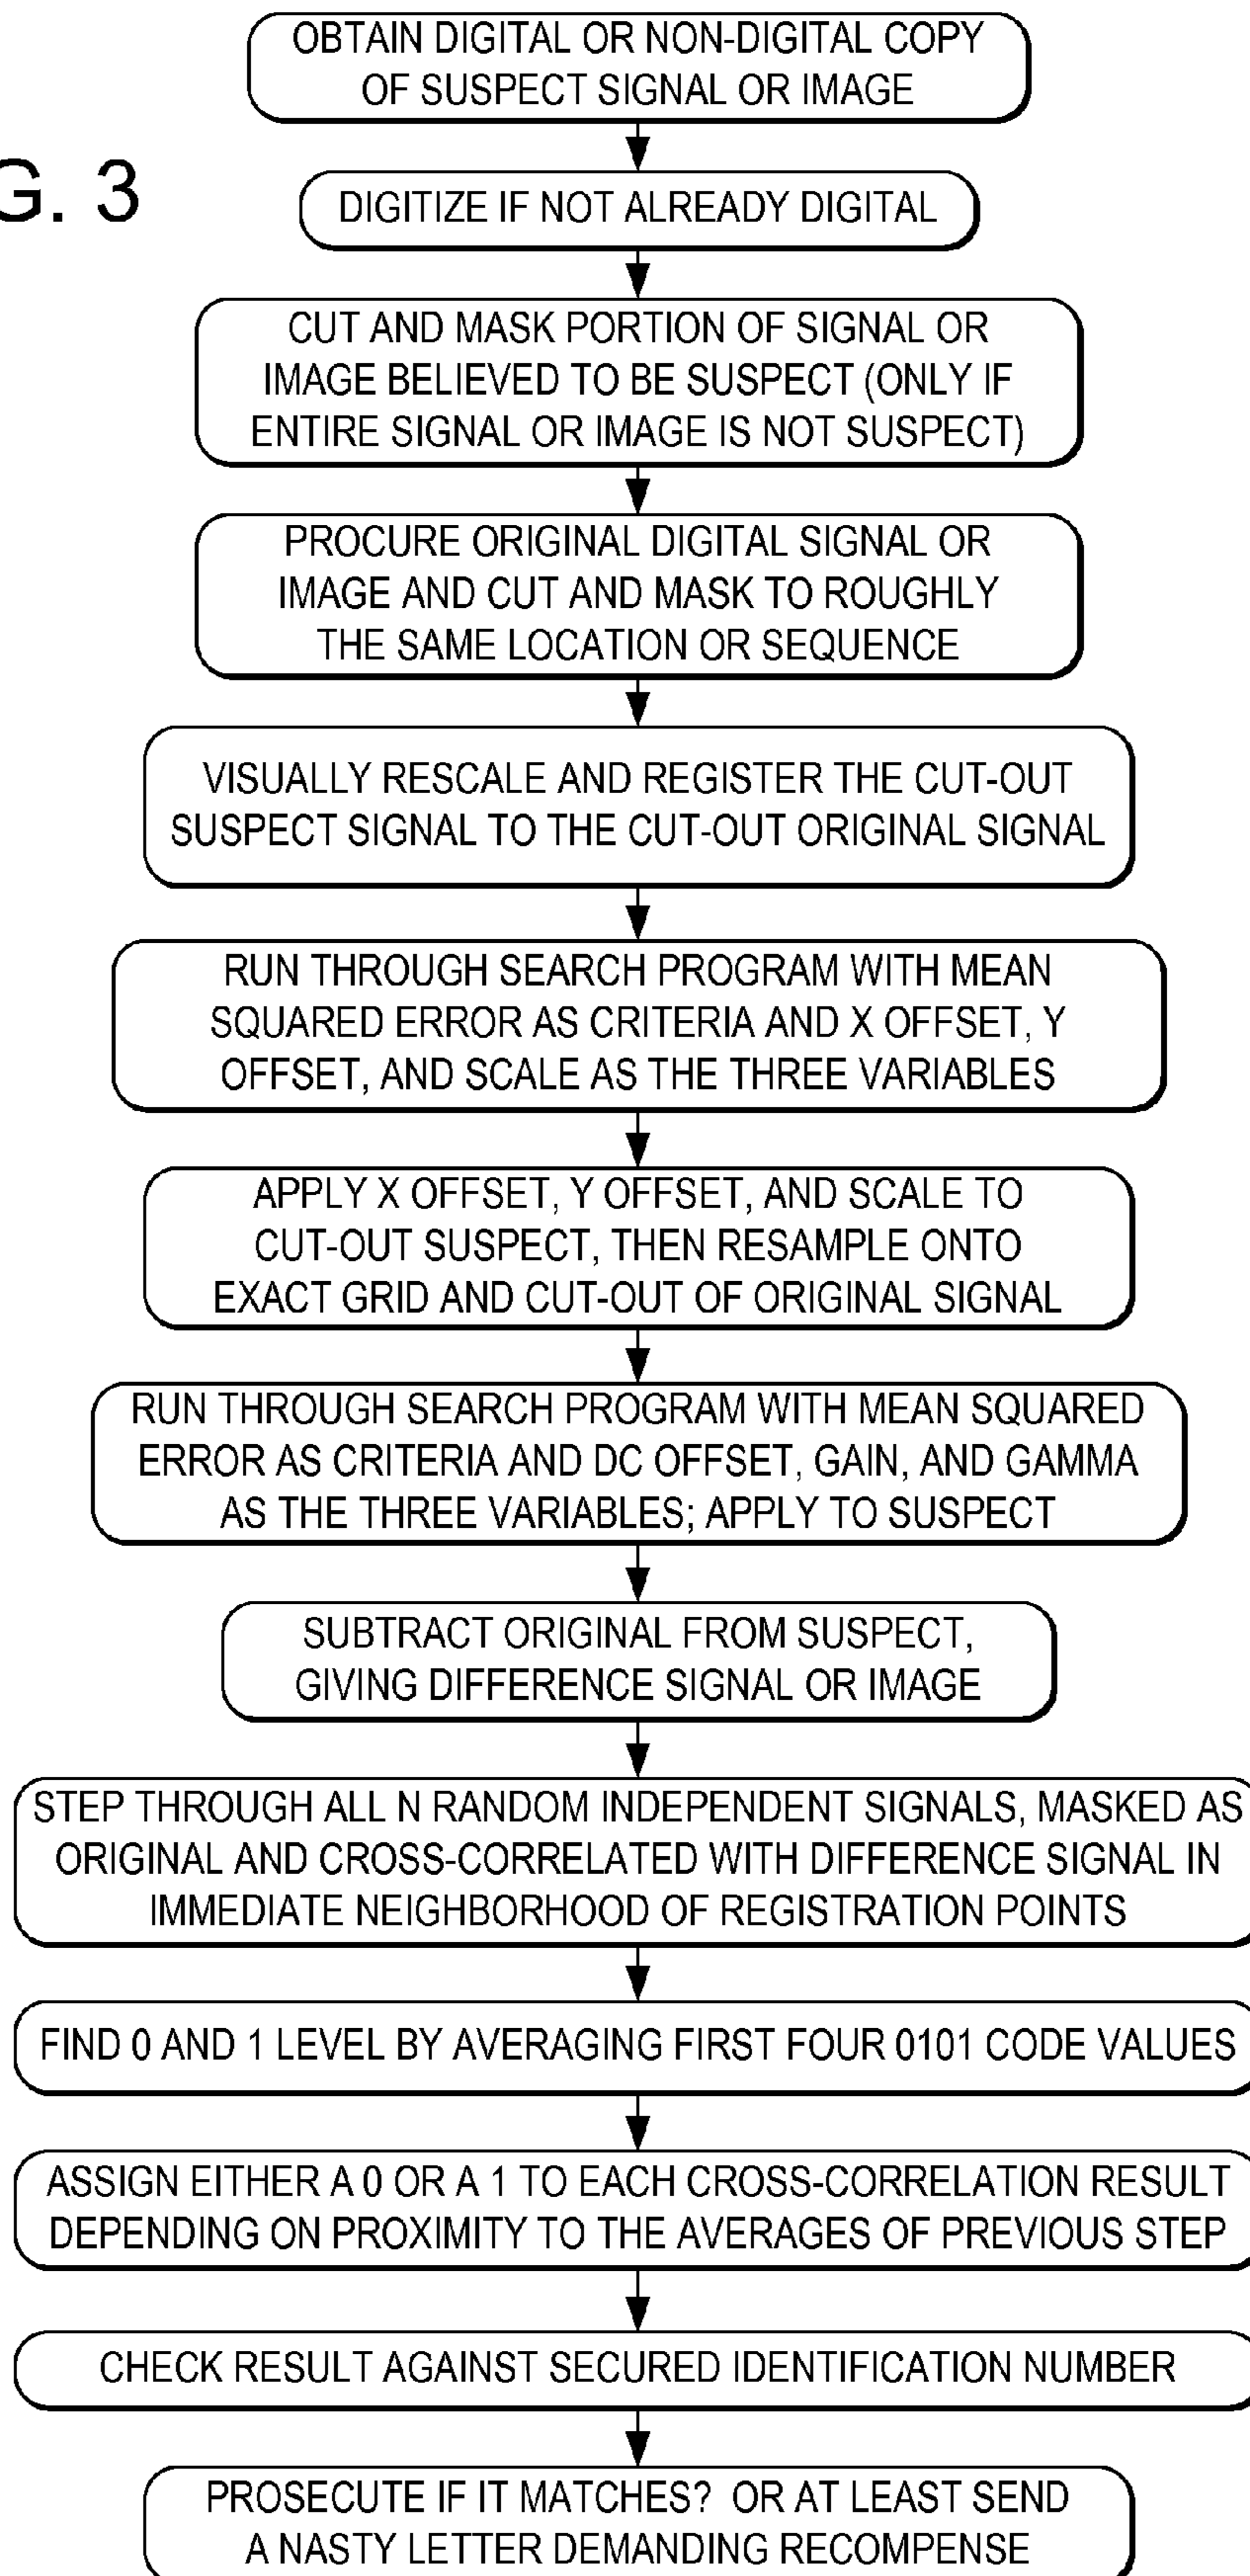 OBTAIN DIGITAL OR NON-DIGITAL COPY
OF SUSPECT SIGNAL OR IMAGE
G. 3
DIGITIZE IF NOT ALREADY DIGITAL
CUT AND MASK PORTION OF SIGNAL OR
IMAGE BELIEVED TO BE SUSPECT (ONLY IF
ENTIRE SIGNAL OR IMAGE IS NOT SUSPECT)
PROCURE ORIGINAL DIGITAL SIGNAL OR
IMAGE AND CUT AND MASK TO ROUGHLY
THE SAME LOCATION OR SEQUENCE
VISUALLY RESCALE AND REGISTER THE CUT-OUT
SUSPECT SIGNAL TO THE CUT-OUT ORIGINAL SIGNAL
RUN THROUGH SEARCH PROGRAM WITH MEAN
SQUARED ERROR AS CRITERIA AND X OFFSET, Y
OFFSET, AND SCALE AS THE THREE VARIABLES
APPLY X OFFSET, Y OFFSET, AND SCALE TO
CUT-OUT SUSPECT, THEN RESAMPLE ONTO
EXACT GRID AND CUT-OUT OF ORIGINAL SIGNAL
RUN THROUGH SEARCH PROGRAM WITH MEAN SQUARED
ERROR AS CRITERIA AND DC OFFSET, GAIN, AND GAMMA
AS THE THREE VARIABLES; APPLY TO SUSPECT
SUBTRACT ORIGINAL FROM SUSPECT,
GIVING DIFFERENCE SIGNAL OR IMAGE
STEP THROUGH ALL N RANDOM INDEPENDENT SIGNALS, MASKED AS
ORIGINAL AND CROSS-CORRELATED WITH DIFFERENCE SIGNAL IN
IMMEDIATE NEIGHBORHOOD OF REGISTRATION POINTS
FIND 0 AND 1 LEVEL BY AVERAGING FIRST FOUR 0101 CODE VALUES
ASSIGN EITHER A 0 OR A 1 TO EACH CROSS-CORRELATION RESULT
DEPENDING ON PROXIMITY TO THE AVERAGES OF PREVIOUS STEP
CHECK RESULT AGAINST SECURED IDENTIFICATION NUMBER
PROSECUTE IF IT MATCHES? OR AT LEAST SEND
A NASTY LETTER DEMANDING RECOMPENSE